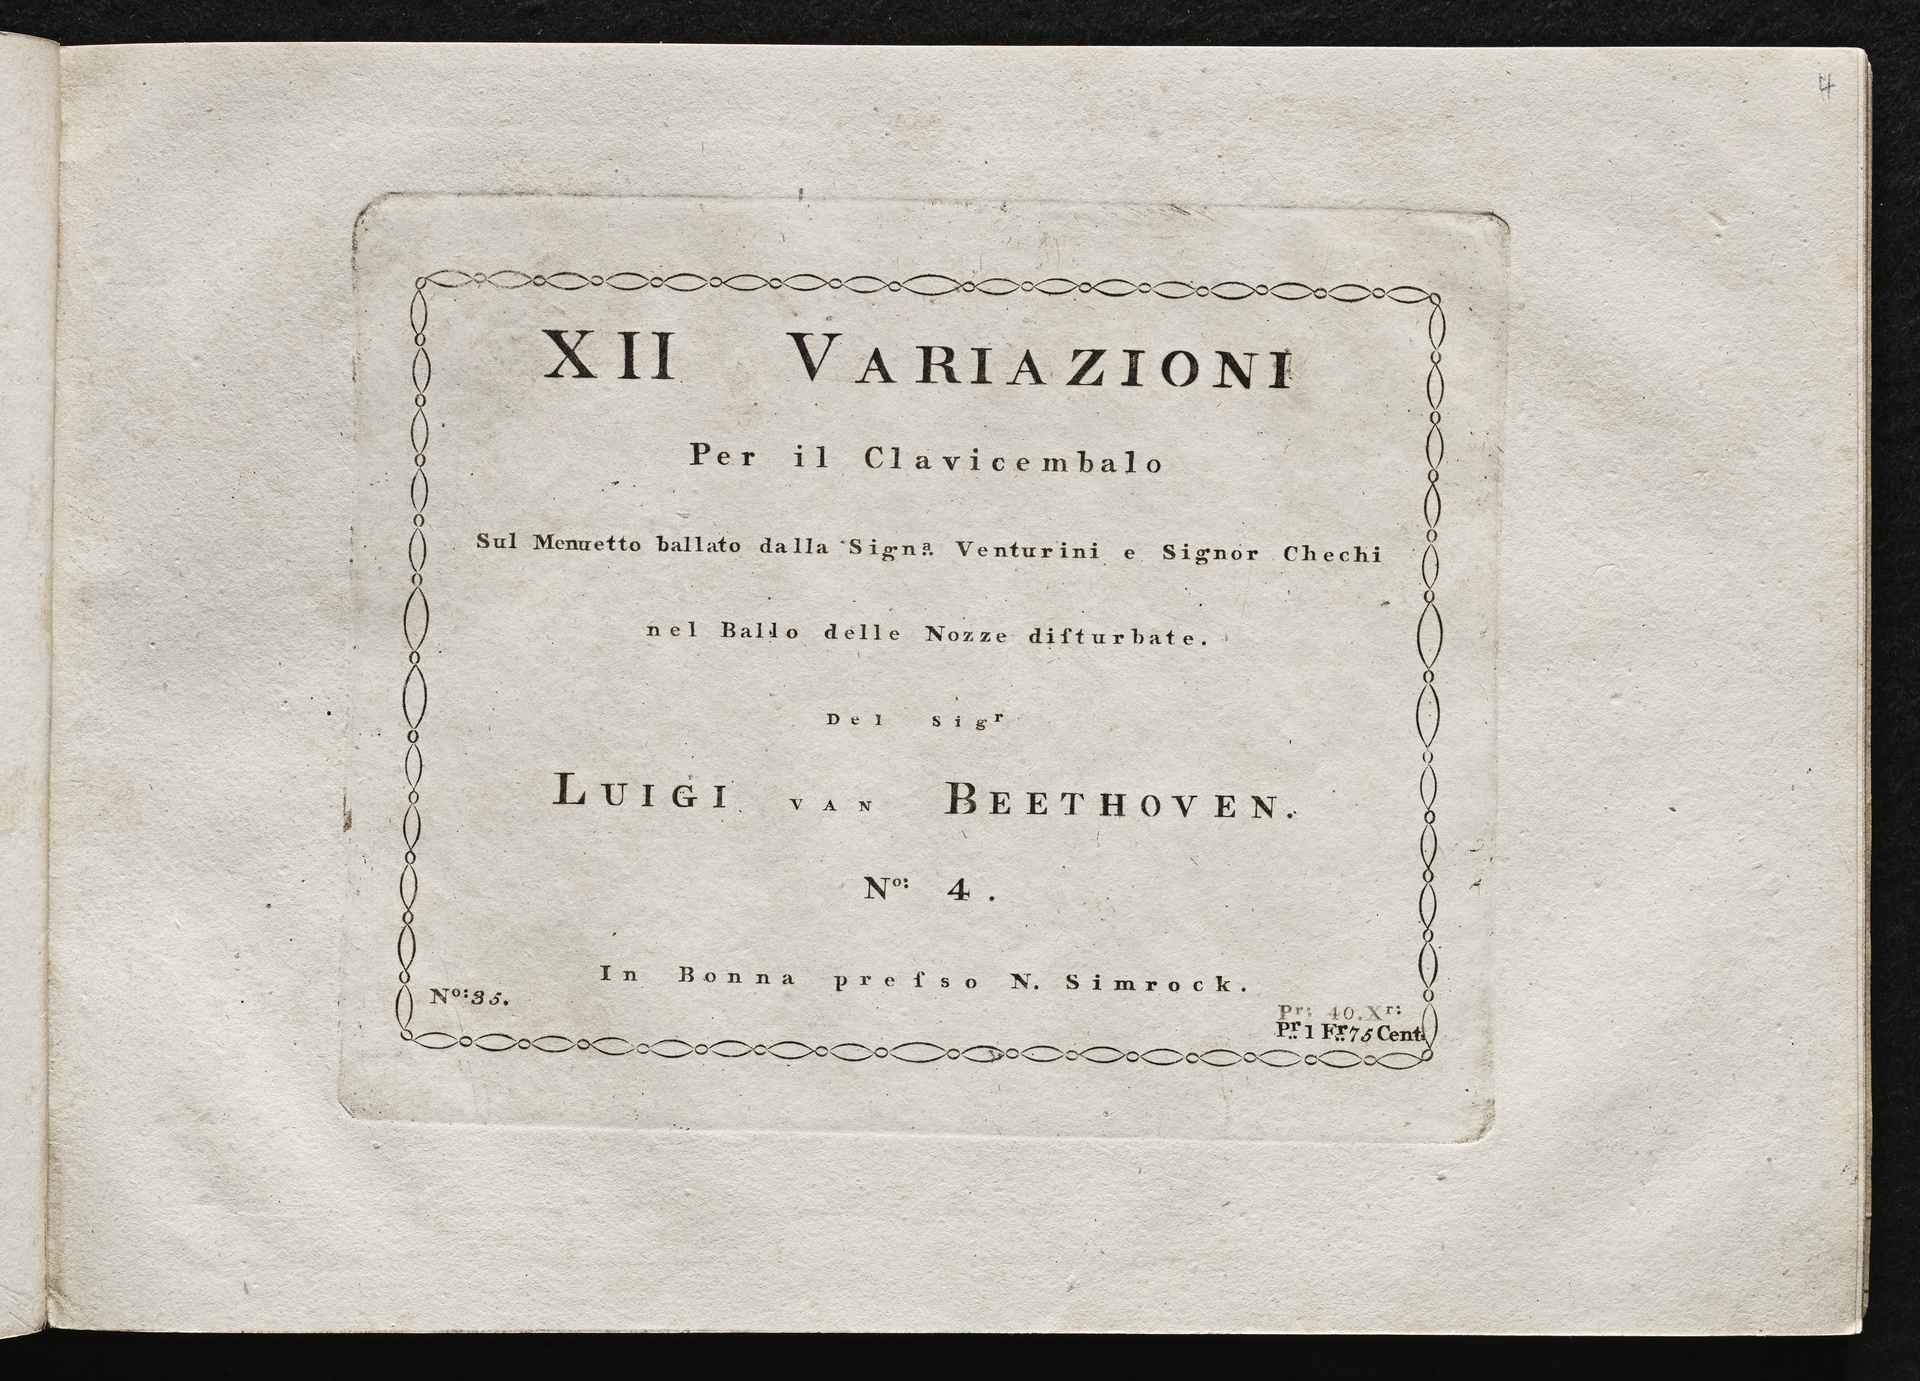 4
XII VARIAZIONI
Per il Clavicembalo
Sul Menuetto ballato dalla Signª. Venturini e Signor Chechi
nel Ballo delle Nozze diſturbate.
Del Sigʳ
LUIGI VAN BEETHOVEN.
Nº: 4.
In Bonna preſso N. Simrock.
Nº: 35.
Pʳ: 40. Xʳ:
Pʳ. 1 Fʳ. 75 Cent.